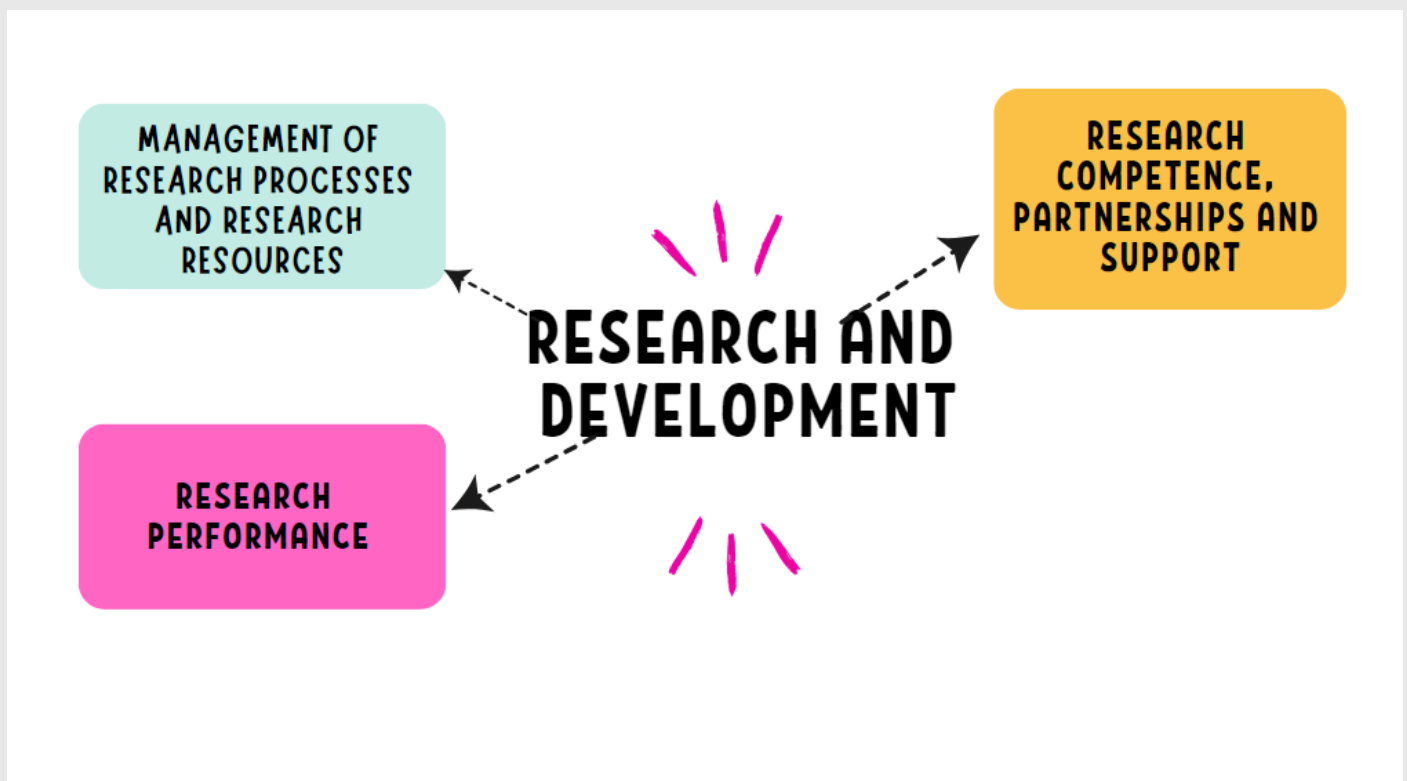 MANAGEMENT OF
RESEARCH PROCESSES
AND RESEARCH
RESOURCES
RESEARCH
COMPETENCE,
PARTNERSHIPS AND
SUPPORT
RESEARCH AND
DEVELOPMENT
RESEARCH
PERFORMANCE